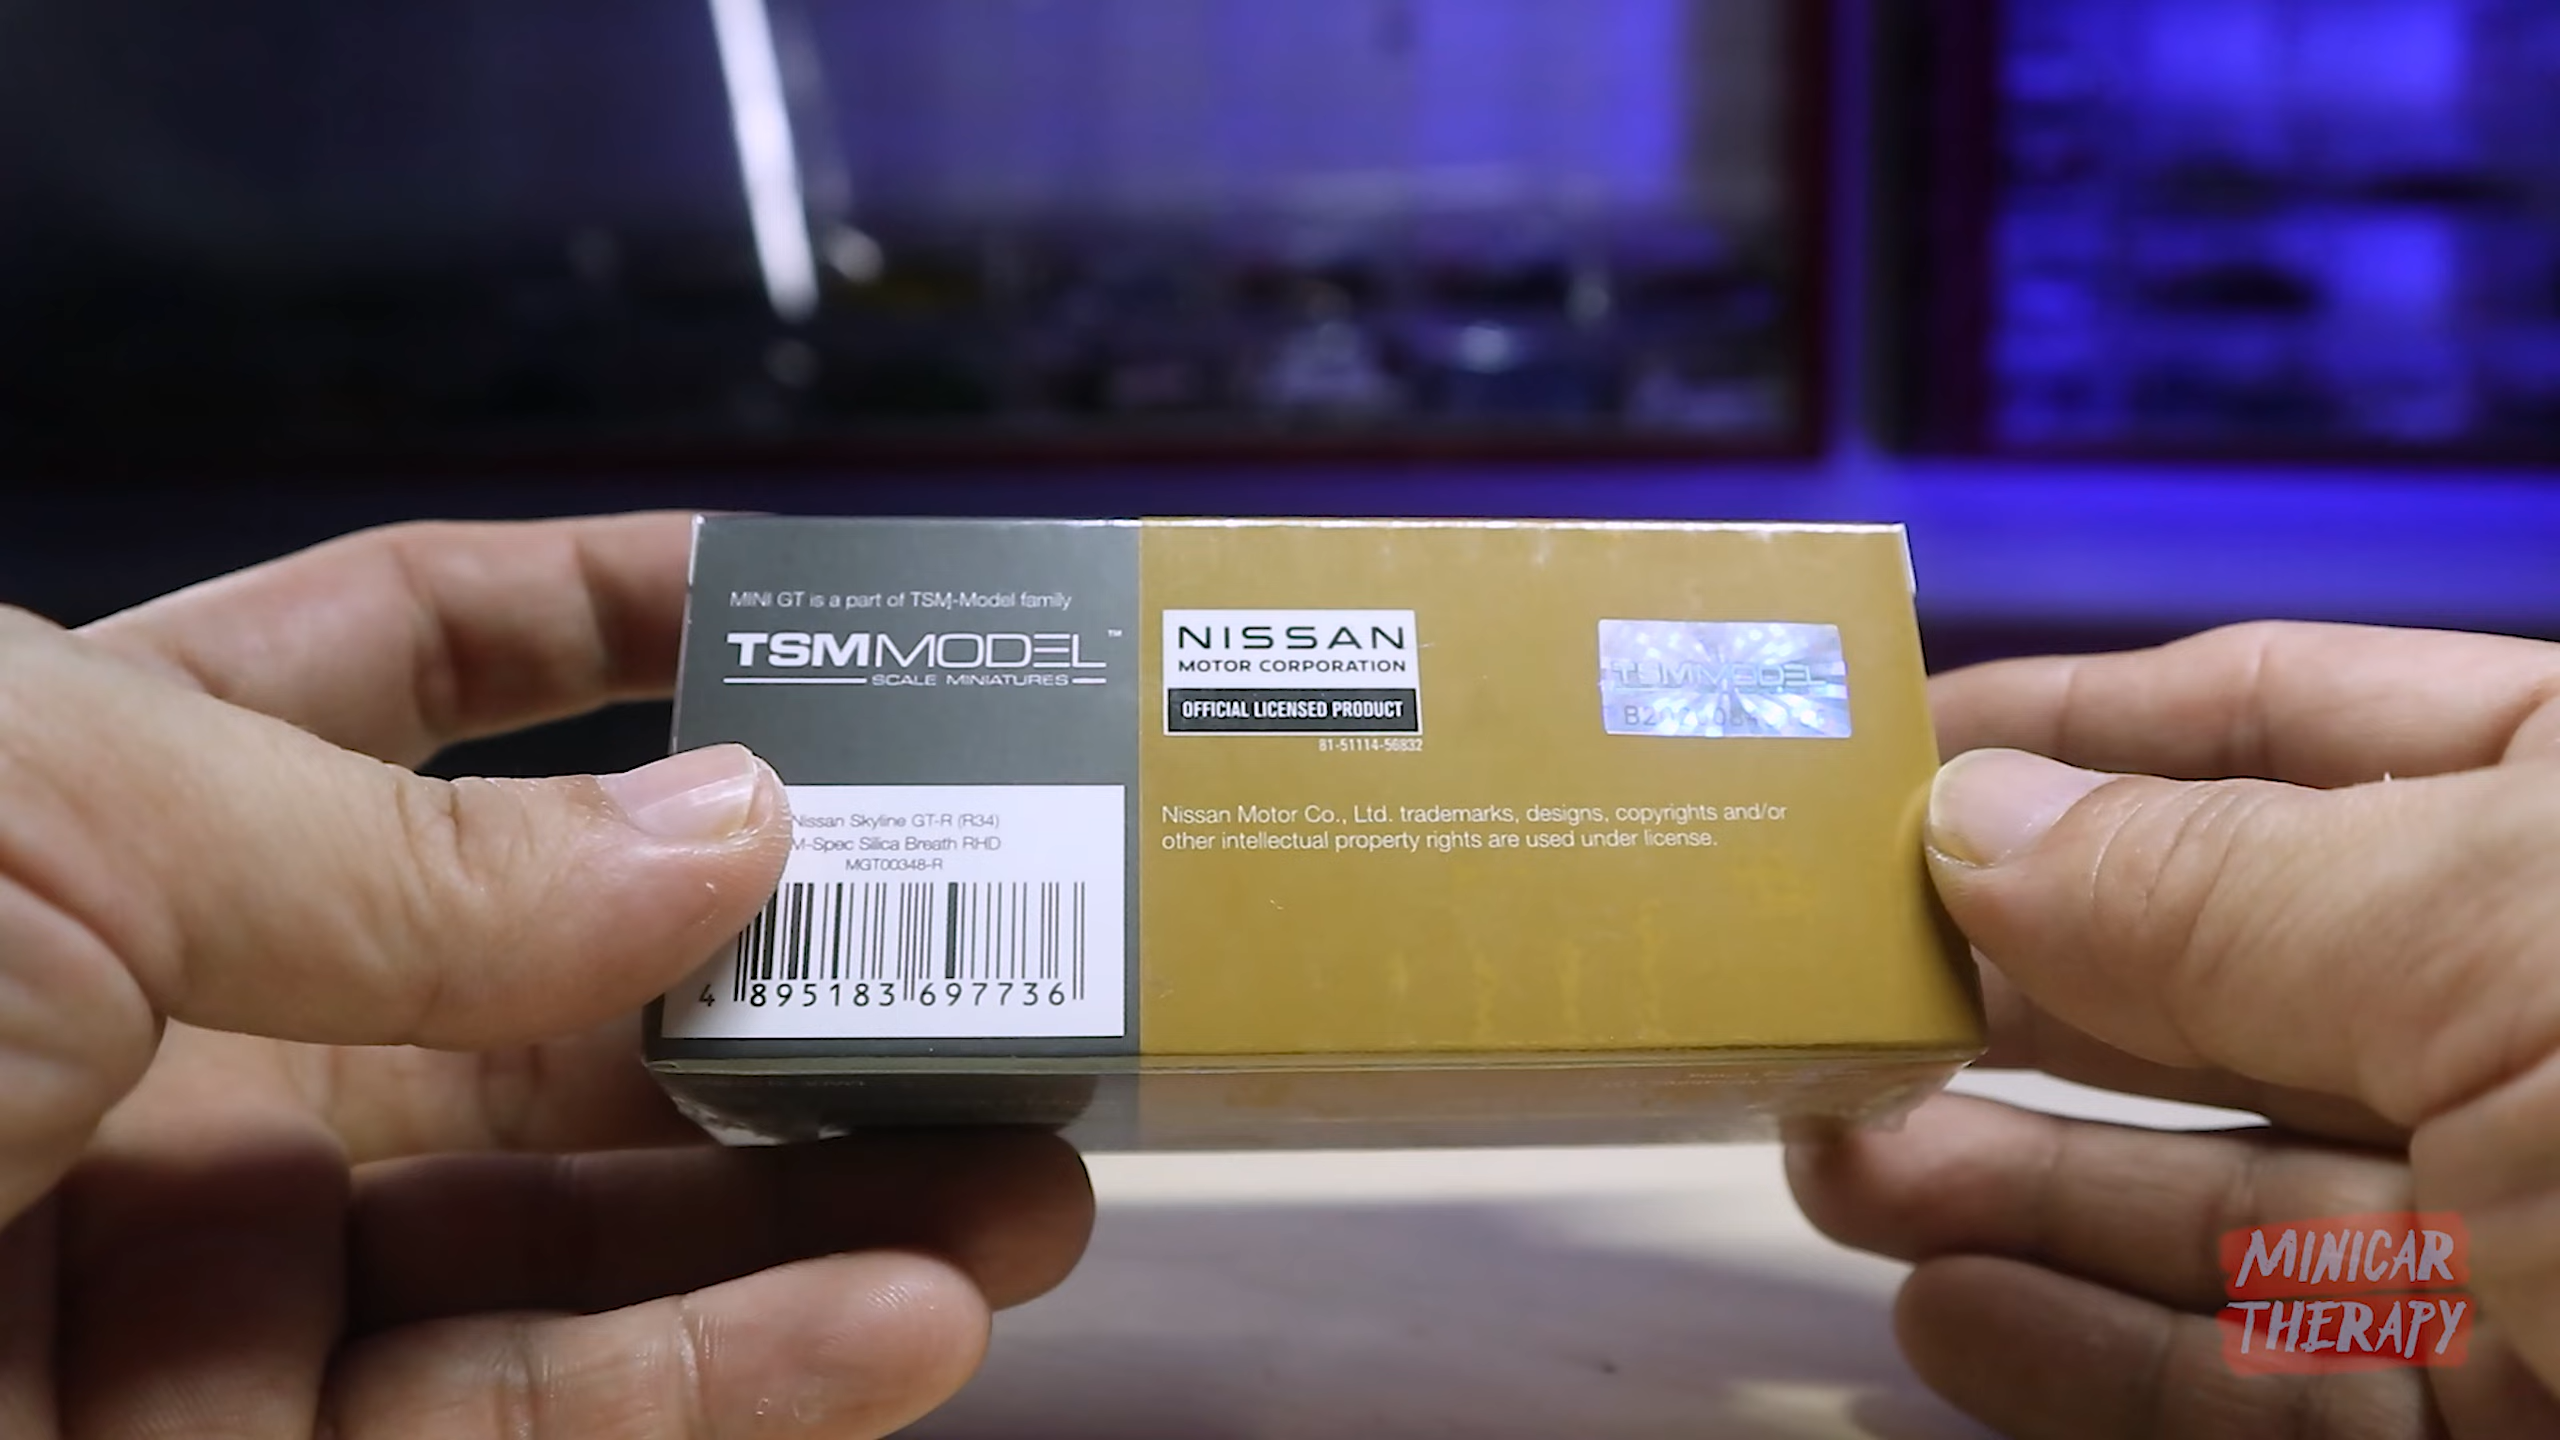 MINI GT is a part of TSM-Model family
TSMMODEL™
SCALE MINIATURES
NISSAN
MOTOR CORPORATION
OFFICIAL LICENSED PRODUCT
81-51114-56832
TSMMODEL
Nissan Motor Co., Ltd. trademarks, designs, copyrights and/or
other intellectual property rights are used under license.
Nissan Skyline GT-R (R34)
M-Spec Silica Breath RHD
MGT00348-R
4 895183 697736
MINICAR
THERAPY